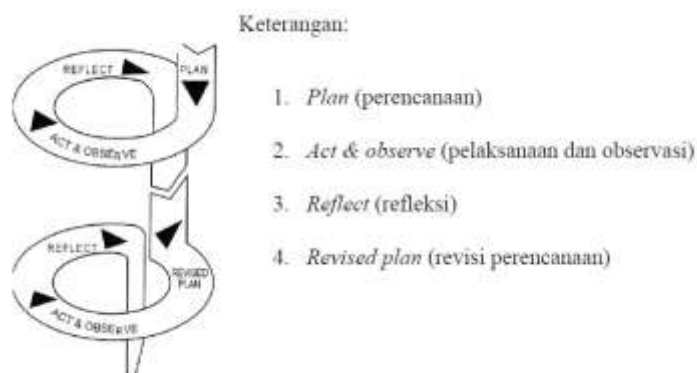 Keterangan:
REFLECT
PLAN
ACT & OBSERVE
REFLECT
REVISED
PLAN
ACT & OBSERVE
1. Plan (perencanaan)
2. Act & observe (pelaksanaan dan observasi)
3. Reflect (refleksi)
4. Revised plan (revisi perencanaan)